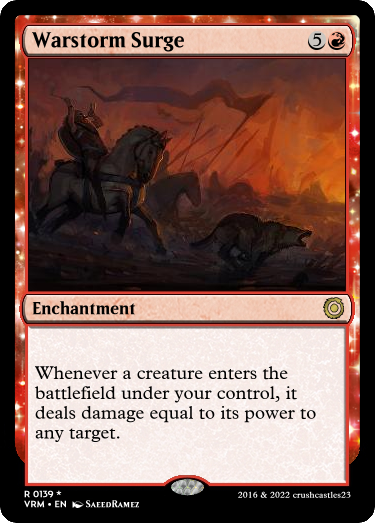 Warstorm Surge 5
Enchantment
Whenever a creature enters the
battlefield under your control, it
deals damage equal to its power to
any target.
R 0139 *
VRM • EN SaeedRamez
2016 & 2022 crushcastles23